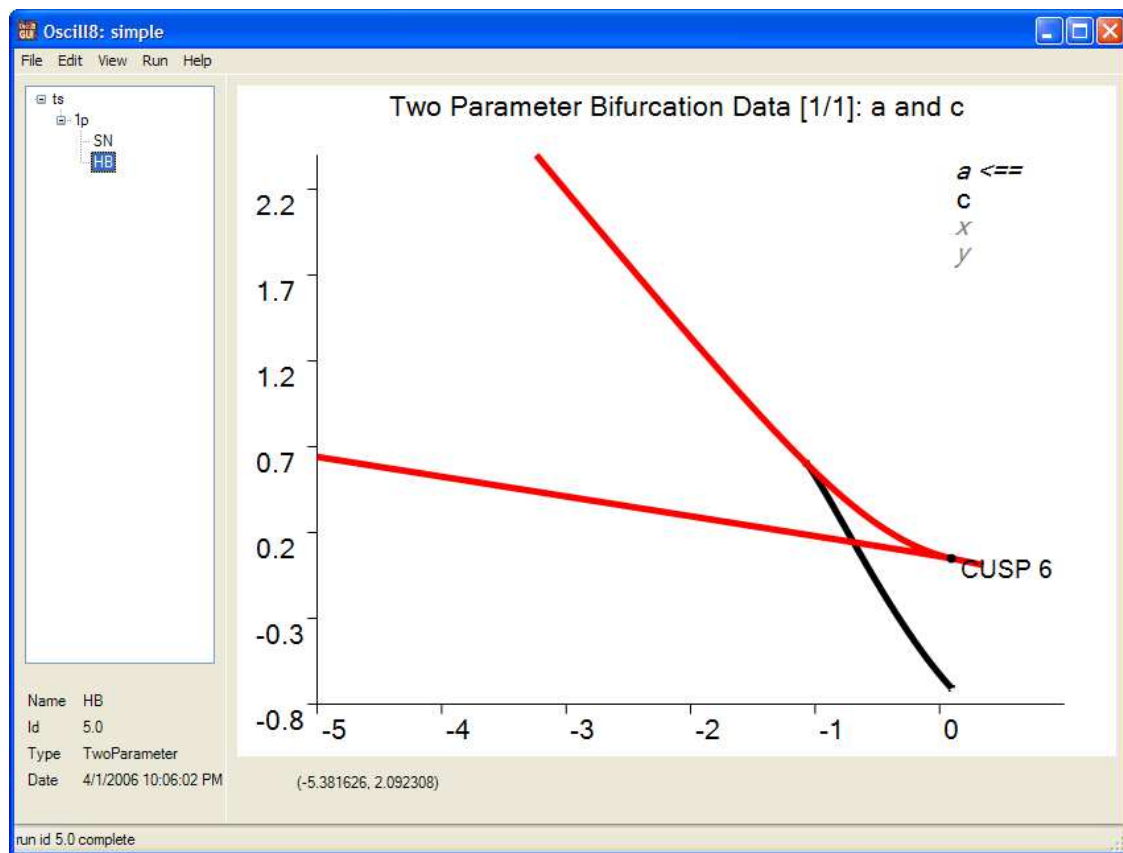 Oscill8: simple
File Edit View Run Help
ts
1p
SN
HB
Two Parameter Bifurcation Data [1/1]: a and c
a <==
c
x
y
2.2
1.7
1.2
0.7
0.2
-0.3
-0.8
CUSP 6
-5 -4 -3 -2 -1 0
Name HB
Id 5.0
Type TwoParameter
Date 4/1/2006 10:06:02 PM
(-5.381626, 2.092308)
run id 5.0 complete